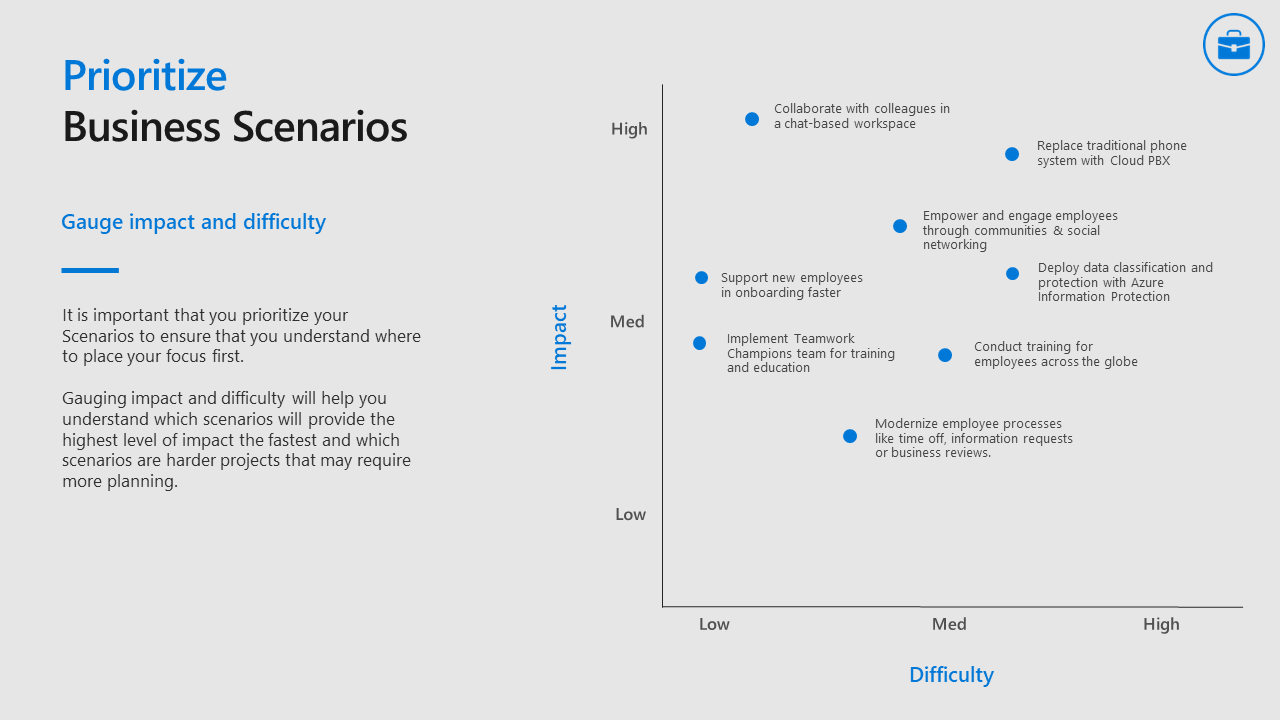 Prioritize
Business Scenarios
Gauge impact and difficulty
It is important that you prioritize your
Scenarios to ensure that you understand where
to place your focus first.
Gauging impact and difficulty will help you
understand which scenarios will provide the
highest level of impact the fastest and which
scenarios are harder projects that may require
more planning.
Impact
High
Med
Low
Collaborate with colleagues in
a chat-based workspace
Replace traditional phone
system with Cloud PBX
Empower and engage employees
through communities & social
networking
Support new employees
in onboarding faster
Deploy data classification and
protection with Azure
Information Protection
Implement Teamwork
Champions team for training
and education
Conduct training for
employees across the globe
Modernize employee processes
like time off, information requests
or business reviews.
Low
Med
High
Difficulty